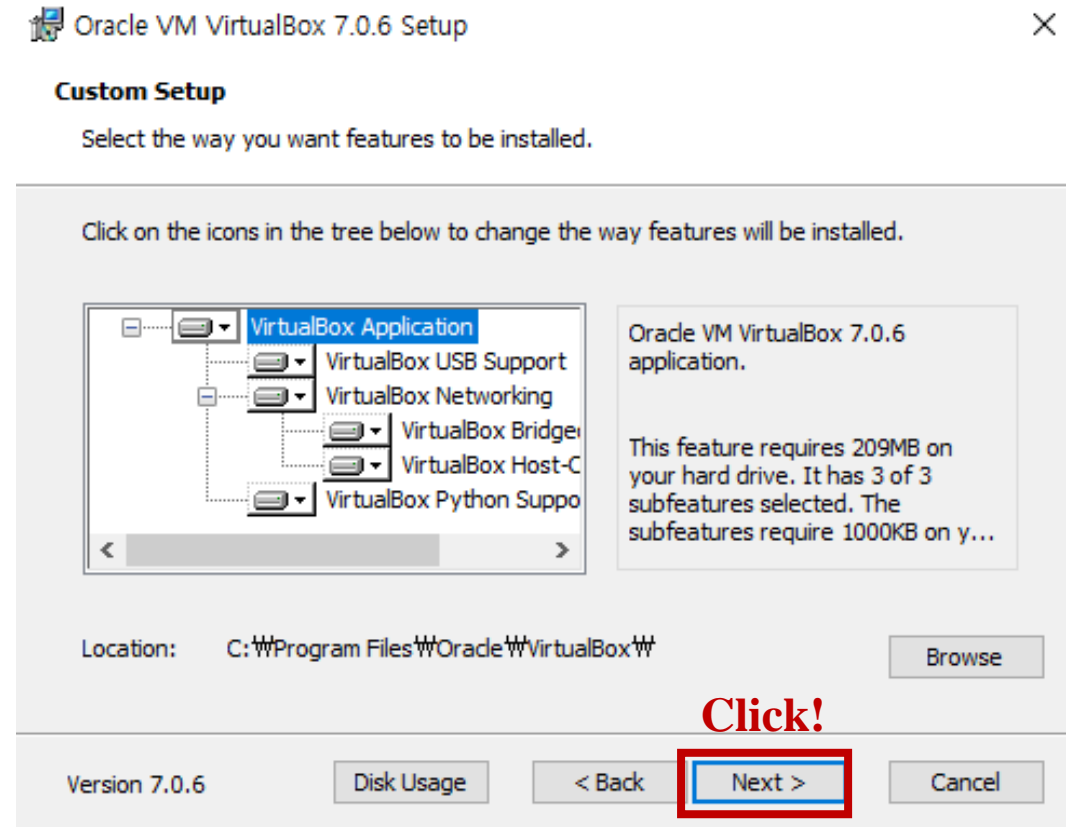 Oracle VM VirtualBox 7.0.6 Setup
Custom Setup
Select the way you want features to be installed.
Click on the icons in the tree below to change the way features will be installed.
VirtualBox Application
VirtualBox USB Support
VirtualBox Networking
VirtualBox Bridge
VirtualBox Host-C
VirtualBox Python Suppo
Oracle VM VirtualBox 7.0.6
application.
This feature requires 209MB on
your hard drive. It has 3 of 3
subfeatures selected. The
subfeatures require 1000KB on y...
Location: C:₩Program Files₩Oracle₩VirtualBox₩
Browse
Click!
Version 7.0.6 Disk Usage < Back Next > Cancel